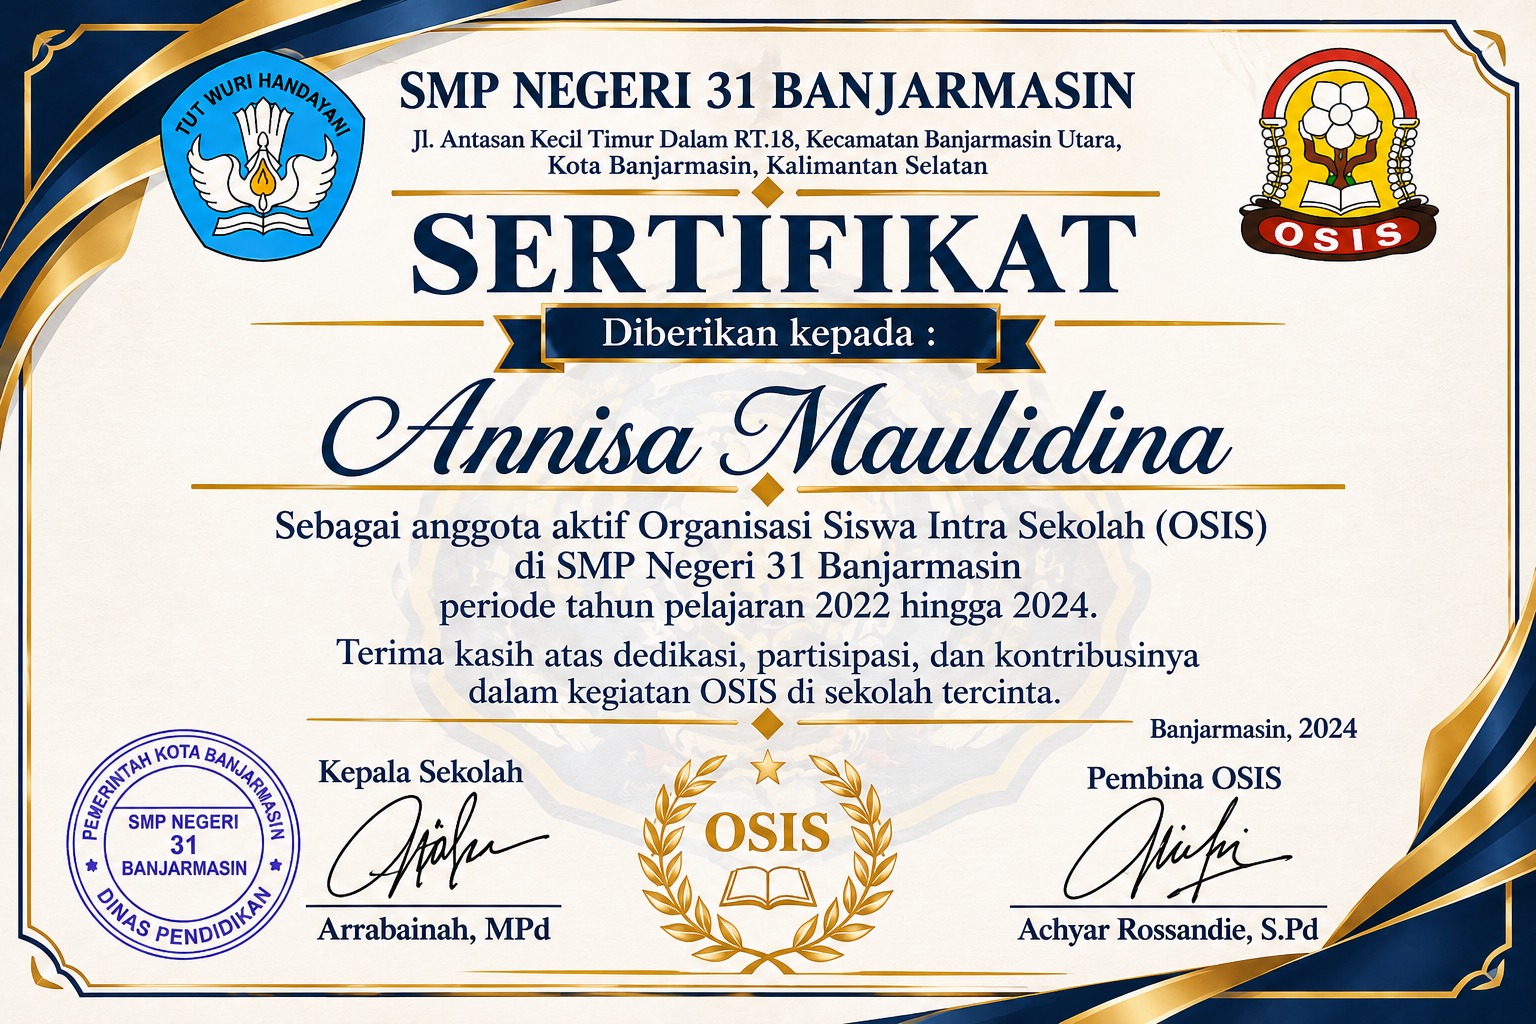 TUT WURI HANDAYANI
SMP NEGERI 31 BANJARMASIN
Jl. Antasan Kecil Timur Dalam RT.18, Kecamatan Banjarmasin Utara,
Kota Banjarmasin, Kalimantan Selatan
OSIS
SERTIFIKAT
Diberikan kepada :
Annisa Maulidina
Sebagai anggota aktif Organisasi Siswa Intra Sekolah (OSIS)
di SMP Negeri 31 Banjarmasin
periode tahun pelajaran 2022 hingga 2024.
Terima kasih atas dedikasi, partisipasi, dan kontribusinya
dalam kegiatan OSIS di sekolah tercinta.
Banjarmasin, 2024
PEMERINTAH KOTA BANJARMASIN
SMP NEGERI
31
BANJARMASIN
DINAS PENDIDIKAN
Kepala Sekolah
Arrabainah, MPd
OSIS
Pembina OSIS
Achyar Rossandie, S.Pd